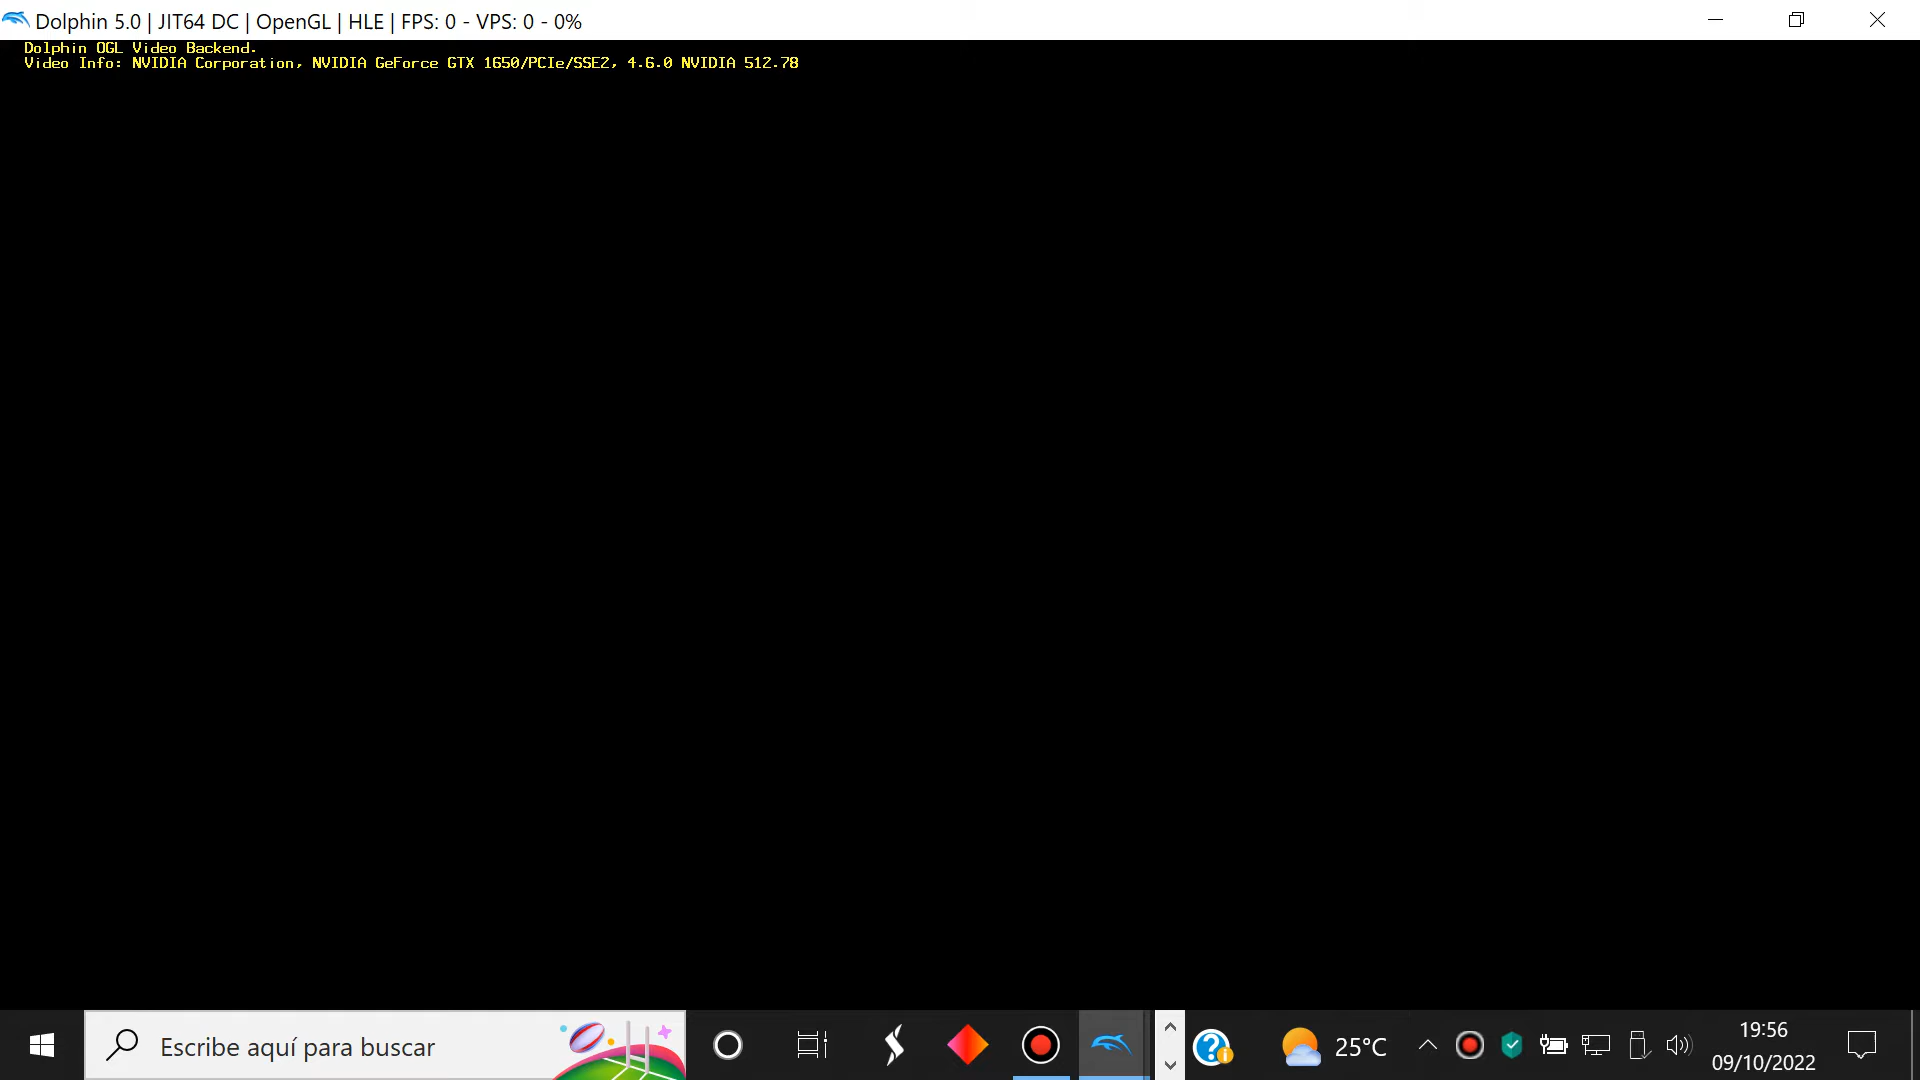 Dolphin 5.0 | JIT64 DC | OpenGL | HLE | FPS: 0 - VPS: 0 - 0%
Dolphin OGL Video Backend.
Video Info: NVIDIA Corporation, NVIDIA GeForce GTX 1650/PCIe/SSE2, 4.6.0 NVIDIA 512.78
Escribe aquí para buscar
25°C
19:56
09/10/2022